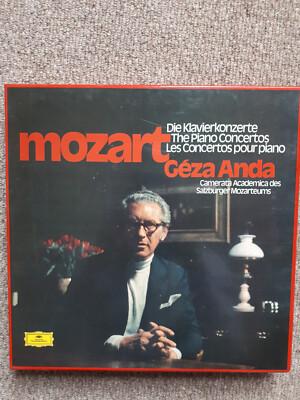 Die Klavierkonzerte
The Piano Concertos
Les Concertos pour piano
mozart
Géza Anda
Camerata Academica des
Salzburger Mozarteums